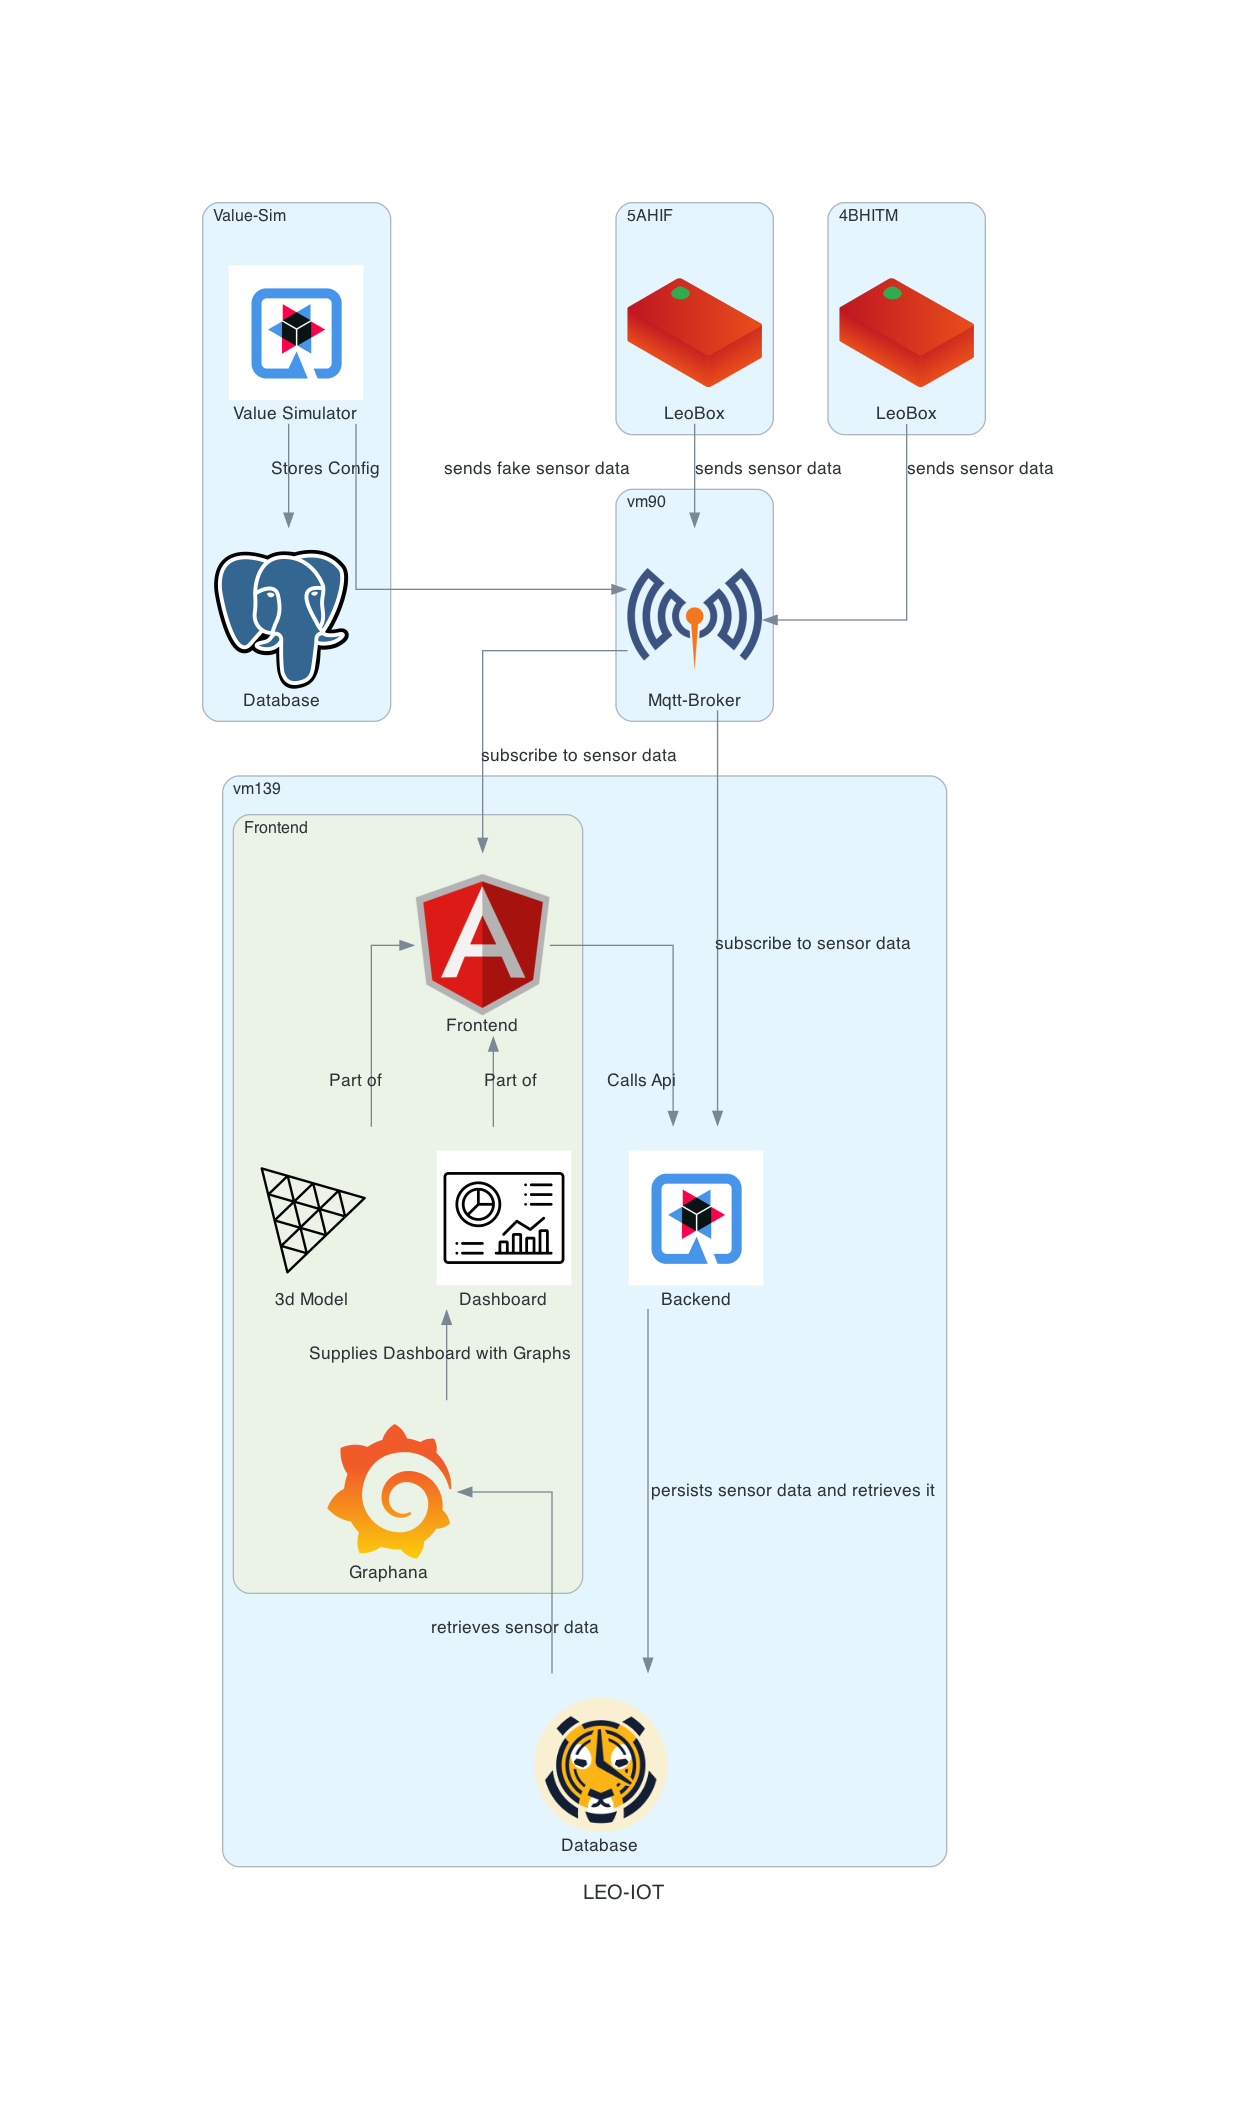 Value-Sim
5AHIF
4BHITM
Value Simulator
LeoBox
LeoBox
Stores Config
sends fake sensor data
sends sensor data
sends sensor data
vm90
Database
Mqtt-Broker
subscribe to sensor data
vm139
Frontend
subscribe to sensor data
Frontend
Part of
Part of
Calls Api
3d Model
Dashboard
Backend
Supplies Dashboard with Graphs
persists sensor data and retrieves it
Graphana
retrieves sensor data
Database
LEO-IOT